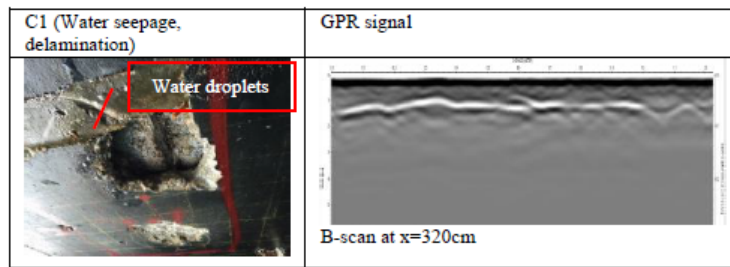 C1 (Water seepage,
delamination)
GPR signal
Water droplets
B-scan at x=320cm